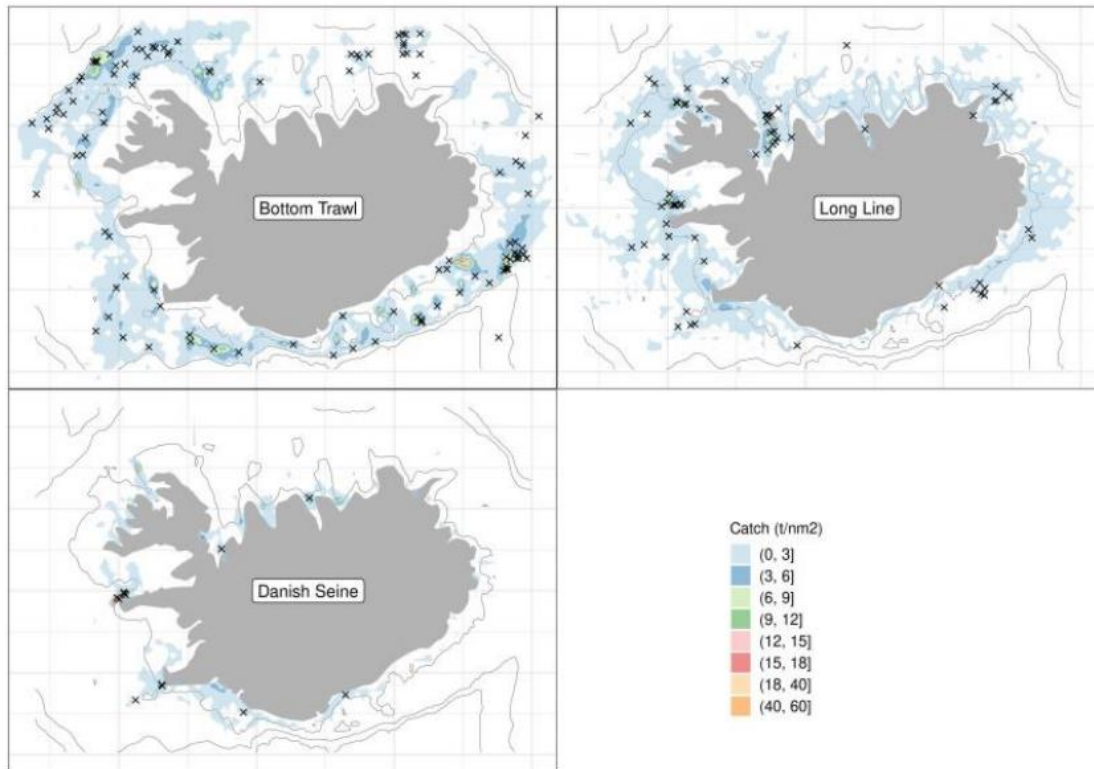 Bottom Trawl
Long Line
Danish Seine
Catch (t/nm2)
(0, 3]
(3, 6]
(6, 9]
(9, 12]
(12, 15]
(15, 18]
(18, 40]
(40, 60]